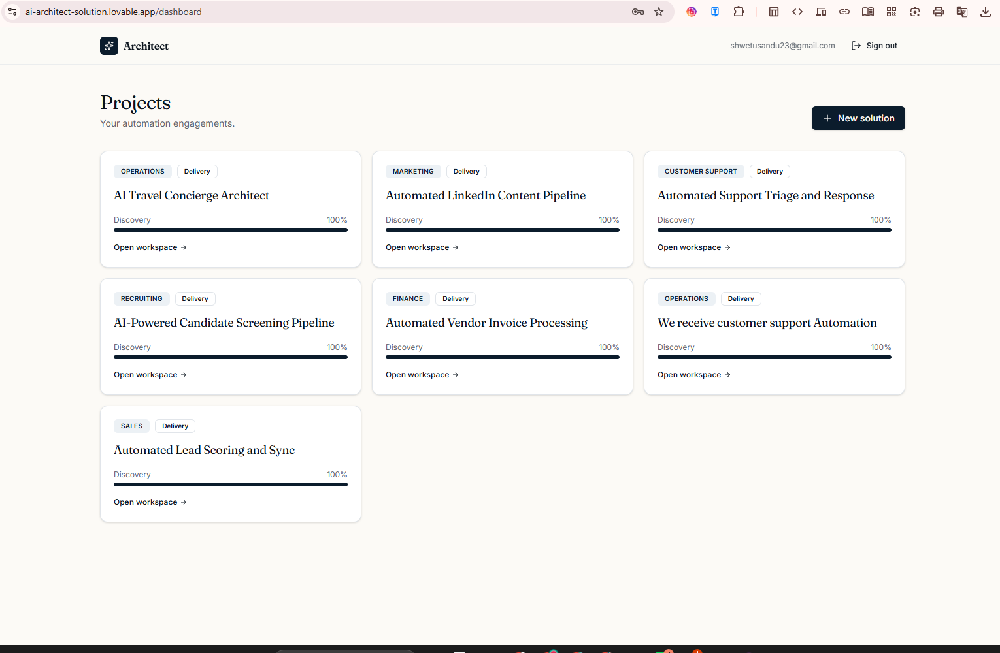 ai-architect-solution.lovable.app/dashboard
Architect
shwetusandu23@gmail.com
Sign out
Projects
Your automation engagements.
+ New solution
OPERATIONS Delivery
AI Travel Concierge Architect
Discovery 100%
Open workspace →
MARKETING Delivery
Automated LinkedIn Content Pipeline
Discovery 100%
Open workspace →
CUSTOMER SUPPORT Delivery
Automated Support Triage and Response
Discovery 100%
Open workspace →
RECRUITING Delivery
AI-Powered Candidate Screening Pipeline
Discovery 100%
Open workspace →
FINANCE Delivery
Automated Vendor Invoice Processing
Discovery 100%
Open workspace →
OPERATIONS Delivery
We receive customer support Automation
Discovery 100%
Open workspace →
SALES Delivery
Automated Lead Scoring and Sync
Discovery 100%
Open workspace →